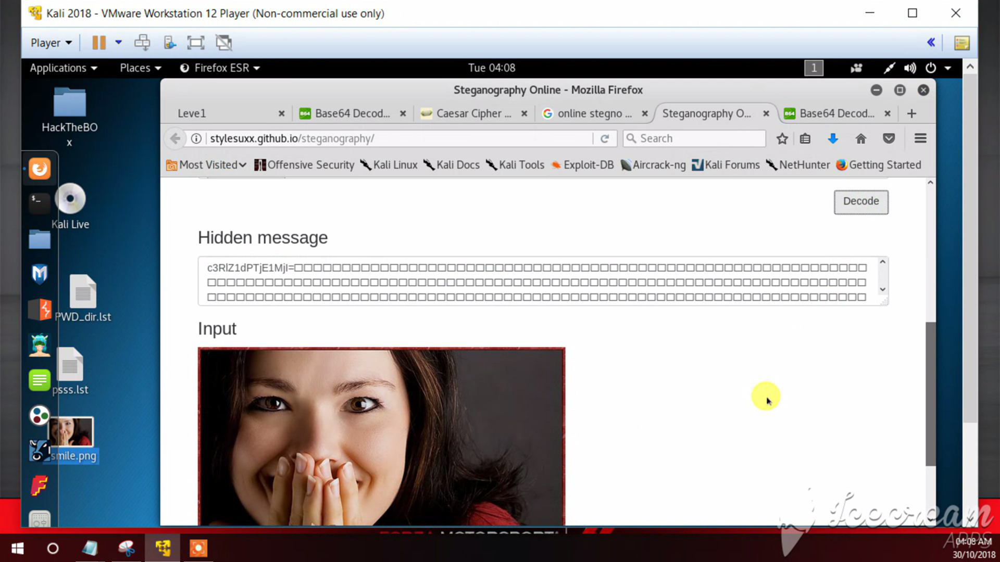 Kali 2018 - VMware Workstation 12 Player (Non-commercial use only)
Player
Applications Places Firefox ESR Tue 04:08 1
Steganography Online - Mozilla Firefox
HackTheBO
x
Level Base64 Decod... Caesar Cipher ... online stegno ... Steganography O... Base64 Decod...
stylesuxx.github.io/steganography/ Search
Most Visited Offensive Security Kali Linux Kali Docs Kali Tools Exploit-DB Aircrack-ng Kali Forums NetHunter Getting Started
Decode
Kali Live
Hidden message
c3RlZ1dPTjE1MjI=
PWD_dir.lst
Input
psss.lst
smile.png
Icecream
APPS
04:08 AM
30/10/2018